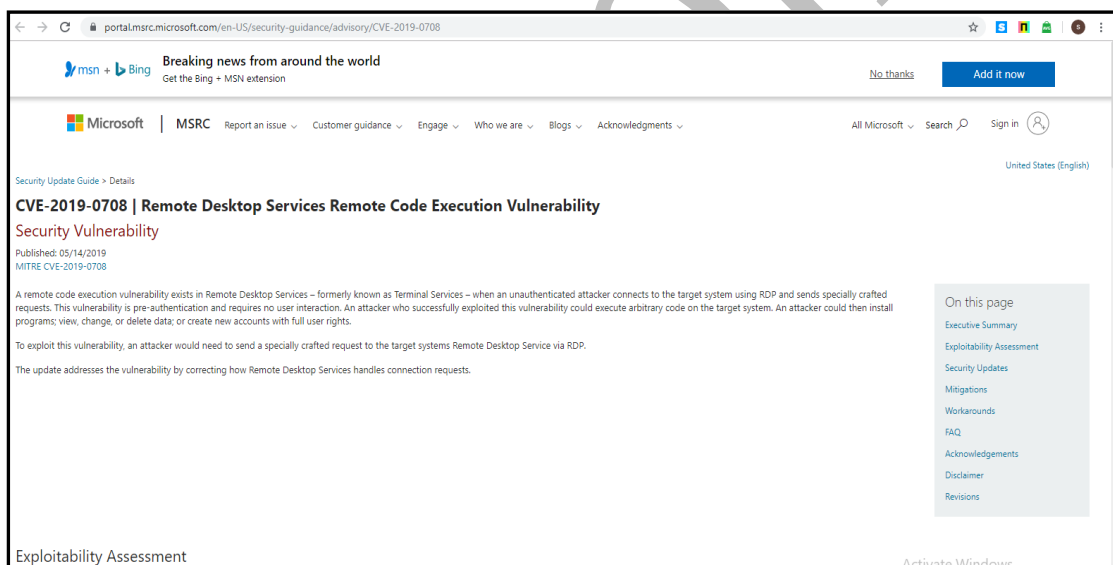 portal.msrc.microsoft.com/en-US/security-guidance/advisory/CVE-2019-0708
msn + Bing
Breaking news from around the world
Get the Bing + MSN extension
No thanks
Add it now
Microsoft
MSRC
Report an issue
Customer guidance
Engage
Who we are
Blogs
Acknowledgments
All Microsoft
Search
Sign in
United States (English)
Security Update Guide > Details
CVE-2019-0708 | Remote Desktop Services Remote Code Execution Vulnerability
Security Vulnerability
Published: 05/14/2019
MITRE CVE-2019-0708
A remote code execution vulnerability exists in Remote Desktop Services – formerly known as Terminal Services – when an unauthenticated attacker connects to the target system using RDP and sends specially crafted
requests. This vulnerability is pre-authentication and requires no user interaction. An attacker who successfully exploited this vulnerability could execute arbitrary code on the target system. An attacker could then install
programs; view, change, or delete data; or create new accounts with full user rights.
To exploit this vulnerability, an attacker would need to send a specially crafted request to the target systems Remote Desktop Service via RDP.
The update addresses the vulnerability by correcting how Remote Desktop Services handles connection requests.
On this page
Executive Summary
Exploitability Assessment
Security Updates
Mitigations
Workarounds
FAQ
Acknowledgements
Disclaimer
Revisions
Exploitability Assessment
Activate Windows